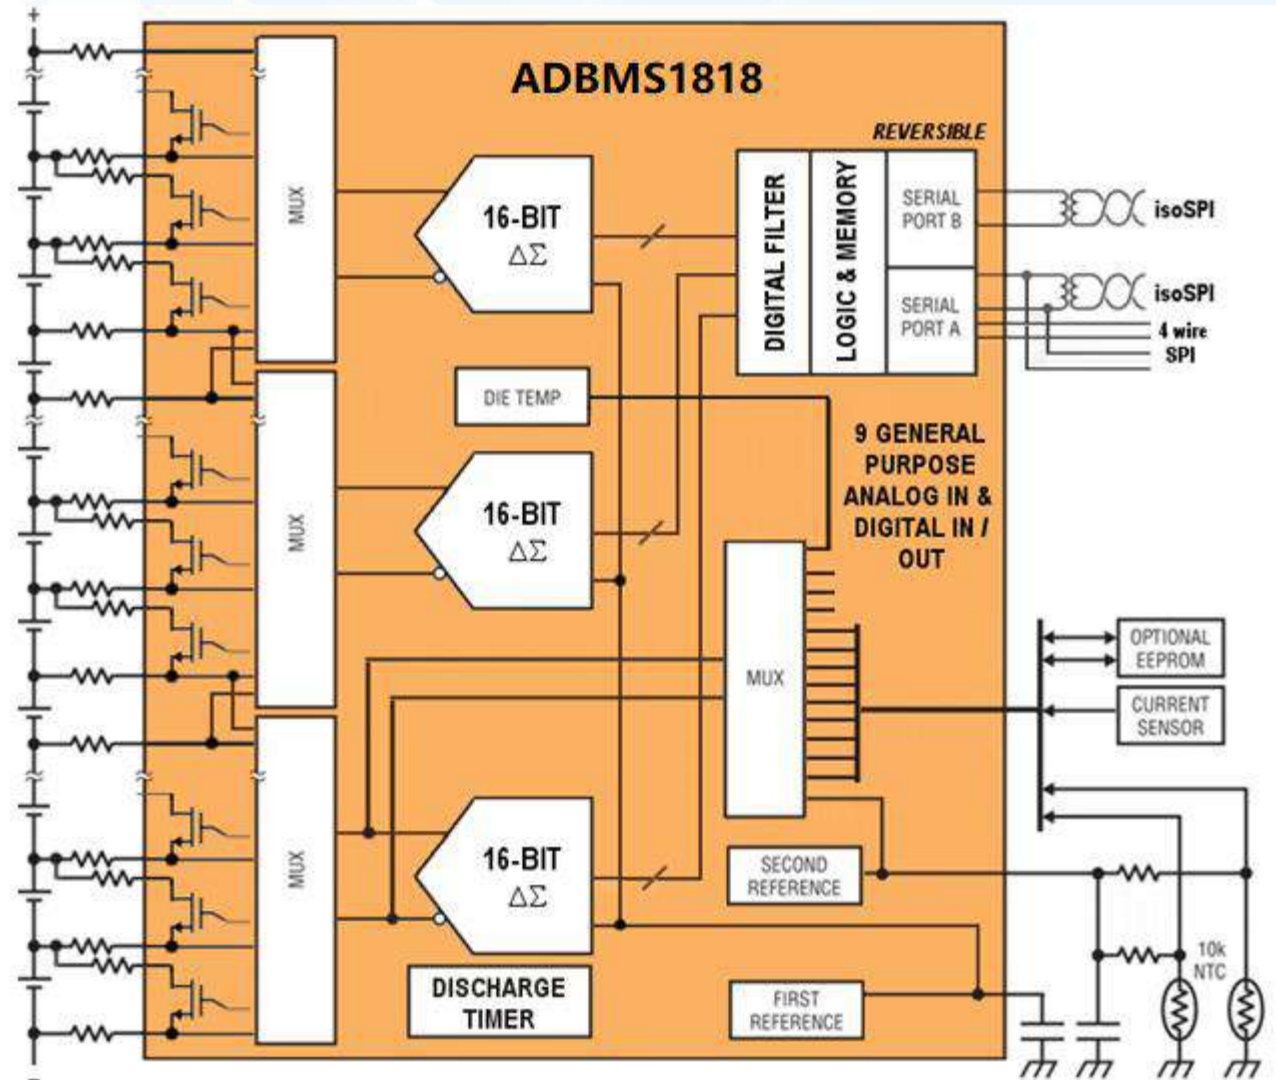 +
ADBMS1818
REVERSIBLE
MUX
16-BIT
ΔΣ
DIGITAL FILTER
LOGIC & MEMORY
SERIAL
PORT B
SERIAL
PORT A
isoSPI
isoSPI
4 wire
SPI
DIE TEMP
9 GENERAL
PURPOSE
ANALOG IN &
DIGITAL IN /
OUT
MUX
16-BIT
ΔΣ
MUX
OPTIONAL
EEPROM
CURRENT
SENSOR
MUX
16-BIT
ΔΣ
SECOND
REFERENCE
10k
NTC
DISCHARGE
TIMER
FIRST
REFERENCE